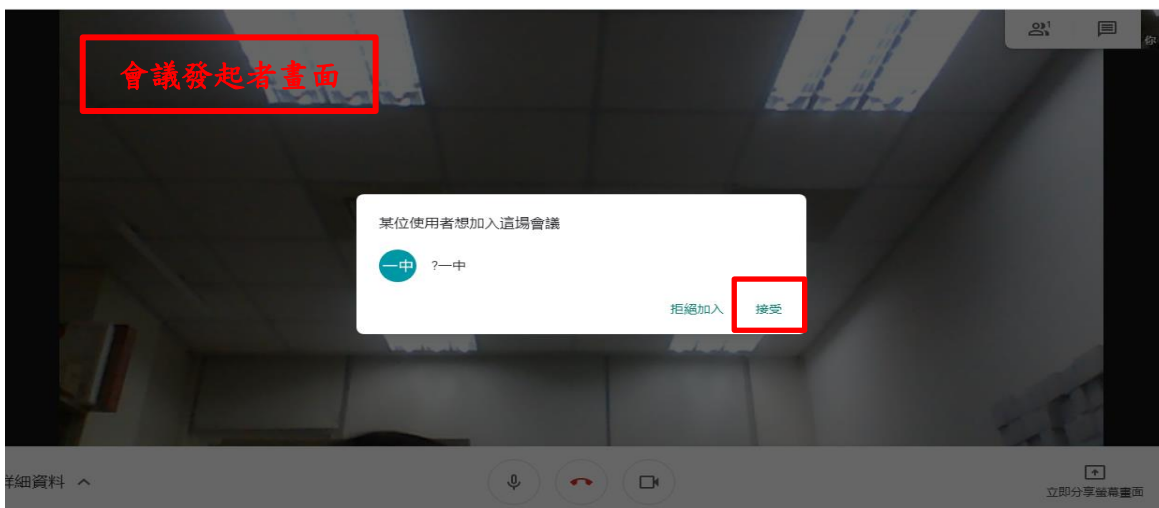 1
你
會議發起者畫面
某位使用者想加入這場會議
一中
?一中
拒絕加入
接受
詳細資料
立即分享螢幕畫面